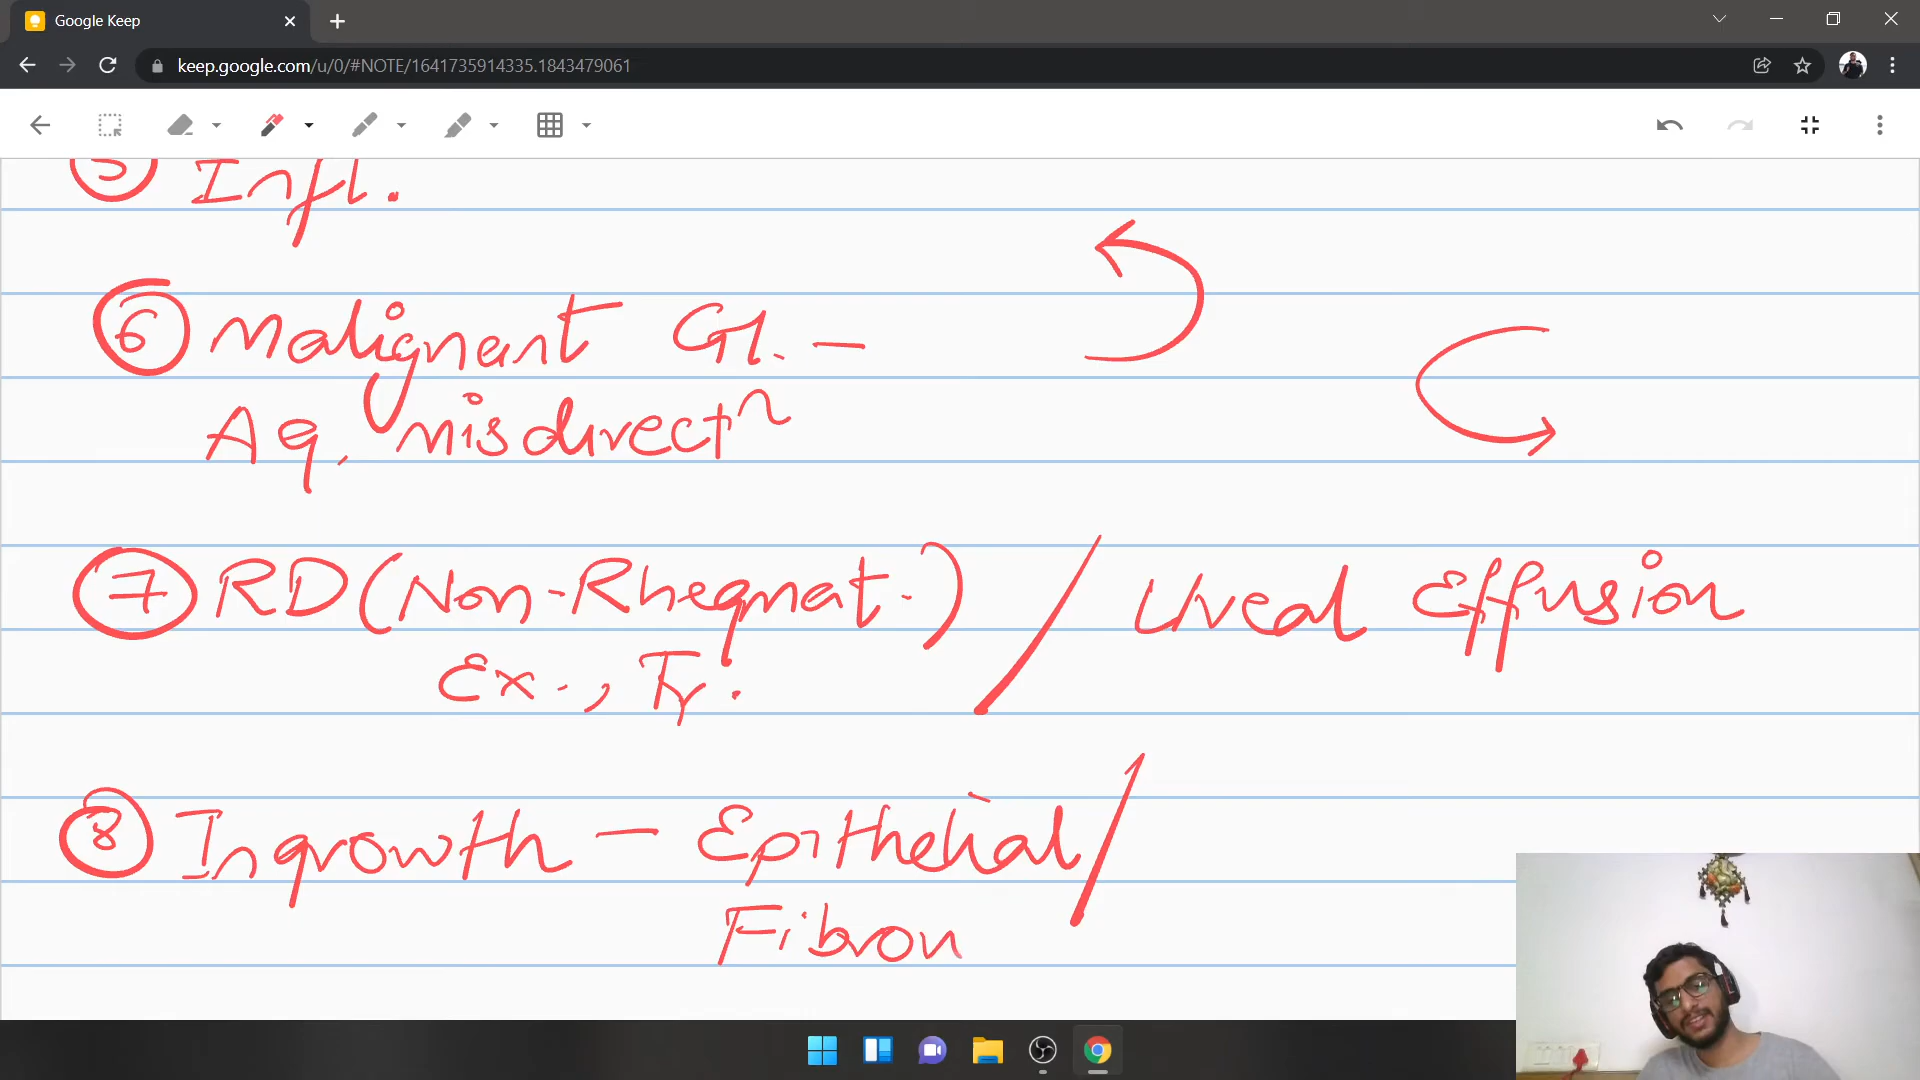 Google Keep
keep.google.com/u/0/#NOTE/1641735914335.1843479061
5 Infl.
6 Malignant Gl. -
Aq. misdirectn
7 RD (Non-Rhegmat.) / Uveal Effusion
Ex., Tr.
8 Ingrowth - Epithelial /
Fibrou